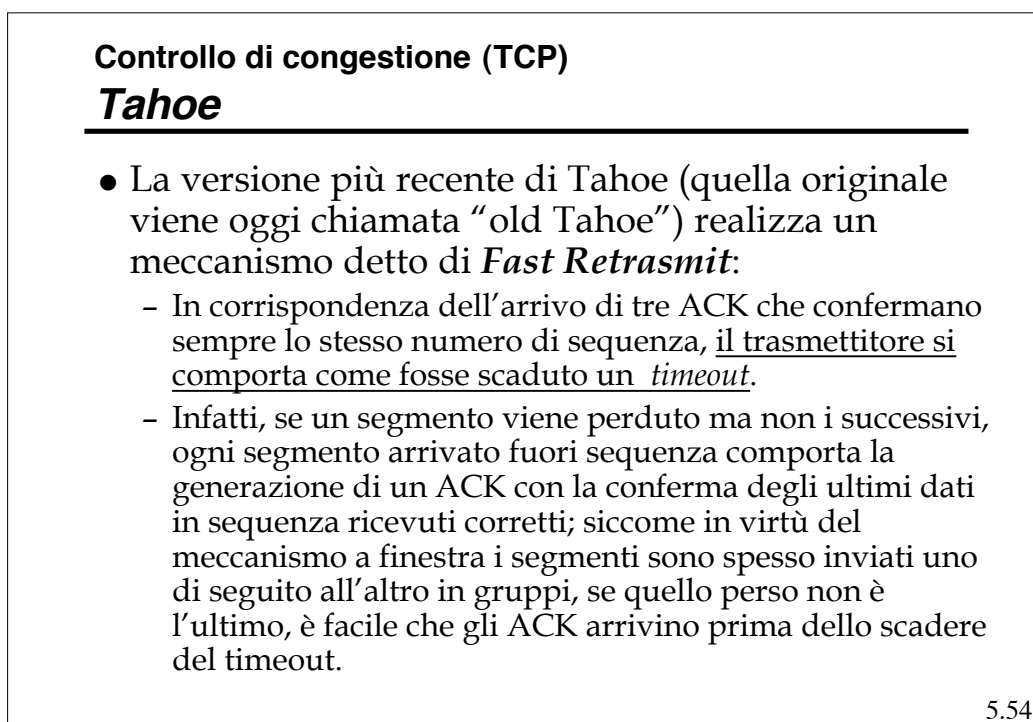 Controllo di congestione (TCP)
Tahoe
● La versione più recente di Tahoe (quella originale
viene oggi chiamata “old Tahoe”) realizza un
meccanismo detto di Fast Retrasmit:
– In corrispondenza dell’arrivo di tre ACK che confermano
sempre lo stesso numero di sequenza, il trasmettitore si
comporta come fosse scaduto un timeout.
– Infatti, se un segmento viene perduto ma non i successivi,
ogni segmento arrivato fuori sequenza comporta la
generazione di un ACK con la conferma degli ultimi dati
in sequenza ricevuti corretti; siccome in virtù del
meccanismo a finestra i segmenti sono spesso inviati uno
di seguito all’altro in gruppi, se quello perso non è
l’ultimo, è facile che gli ACK arrivino prima dello scadere
del timeout.
5.54